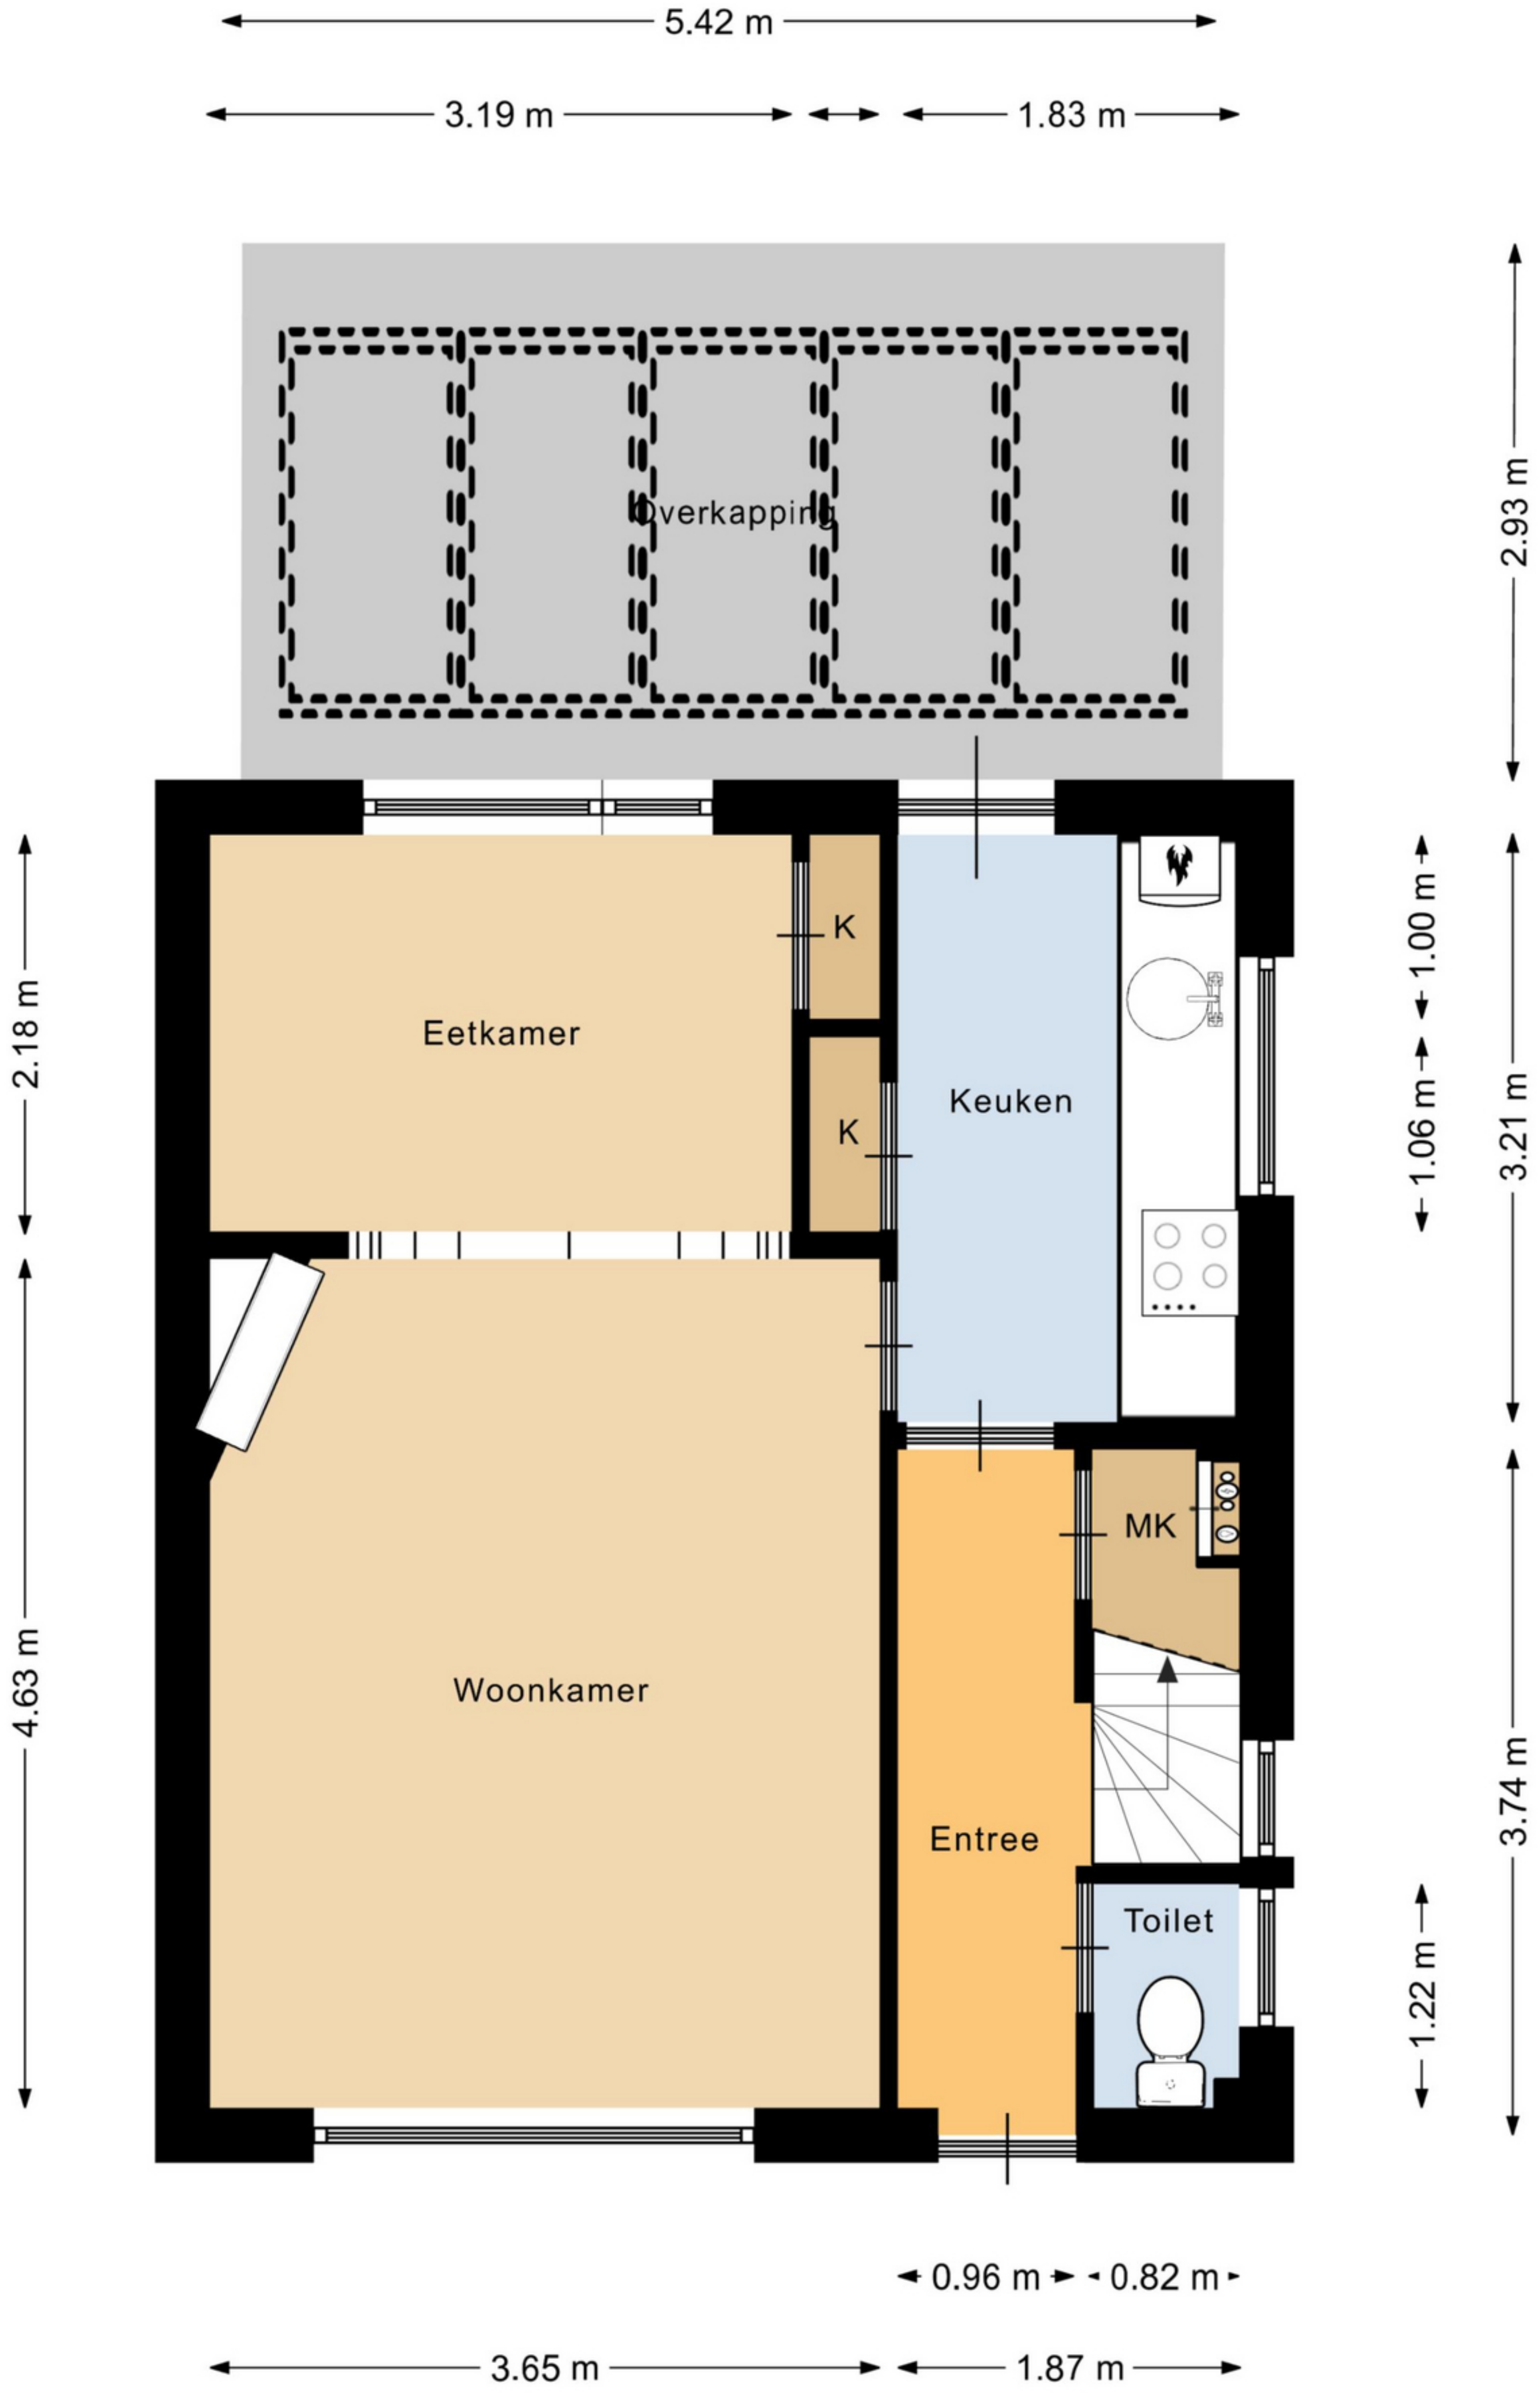 5.42 m
3.19 m
1.83 m
Overkapping
2.93 m
2.18 m
Eetkamer
K
K
Keuken
1.00 m
1.06 m
3.21 m
4.63 m
Woonkamer
MK
Entree
Toilet
3.74 m
1.22 m
0.96 m
0.82 m
3.65 m
1.87 m